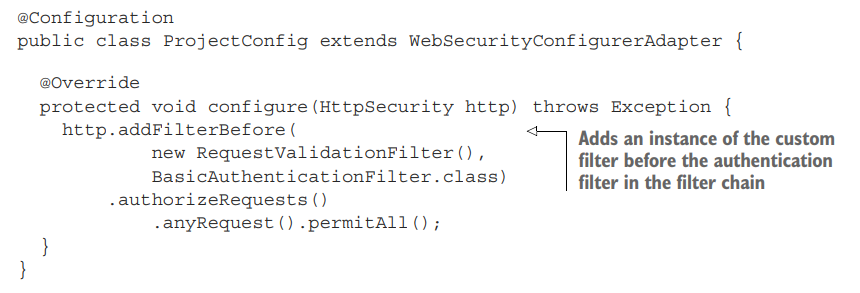 @Configuration
public class ProjectConfig extends WebSecurityConfigurerAdapter {
@Override
protected void configure(HttpSecurity http) throws Exception {
http.addFilterBefore(
new RequestValidationFilter(),
BasicAuthenticationFilter.class)
.authorizeRequests()
.anyRequest().permitAll();
}
}
Adds an instance of the custom
filter before the authentication
filter in the filter chain